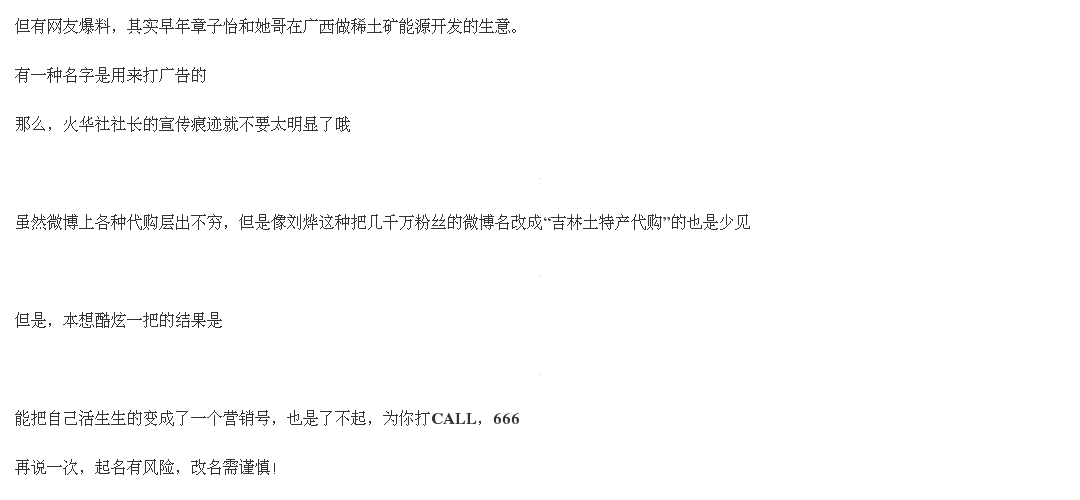 但有网友爆料，其实早年章子怡和她哥在广西做稀土矿能源开发的生意。
有一种名字是用来打广告的
那么，火华社社长的宣传痕迹就不要太明显了哦
虽然微博上各种代购层出不穷，但是像刘烨这种把几千万粉丝的微博名改成“吉林土特产代购”的也是少见
但是，本想酷炫一把的结果是
能把自己活生生的变成了一个营销号，也是了不起，为你打CALL，666
再说一次，起名有风险，改名需谨慎！